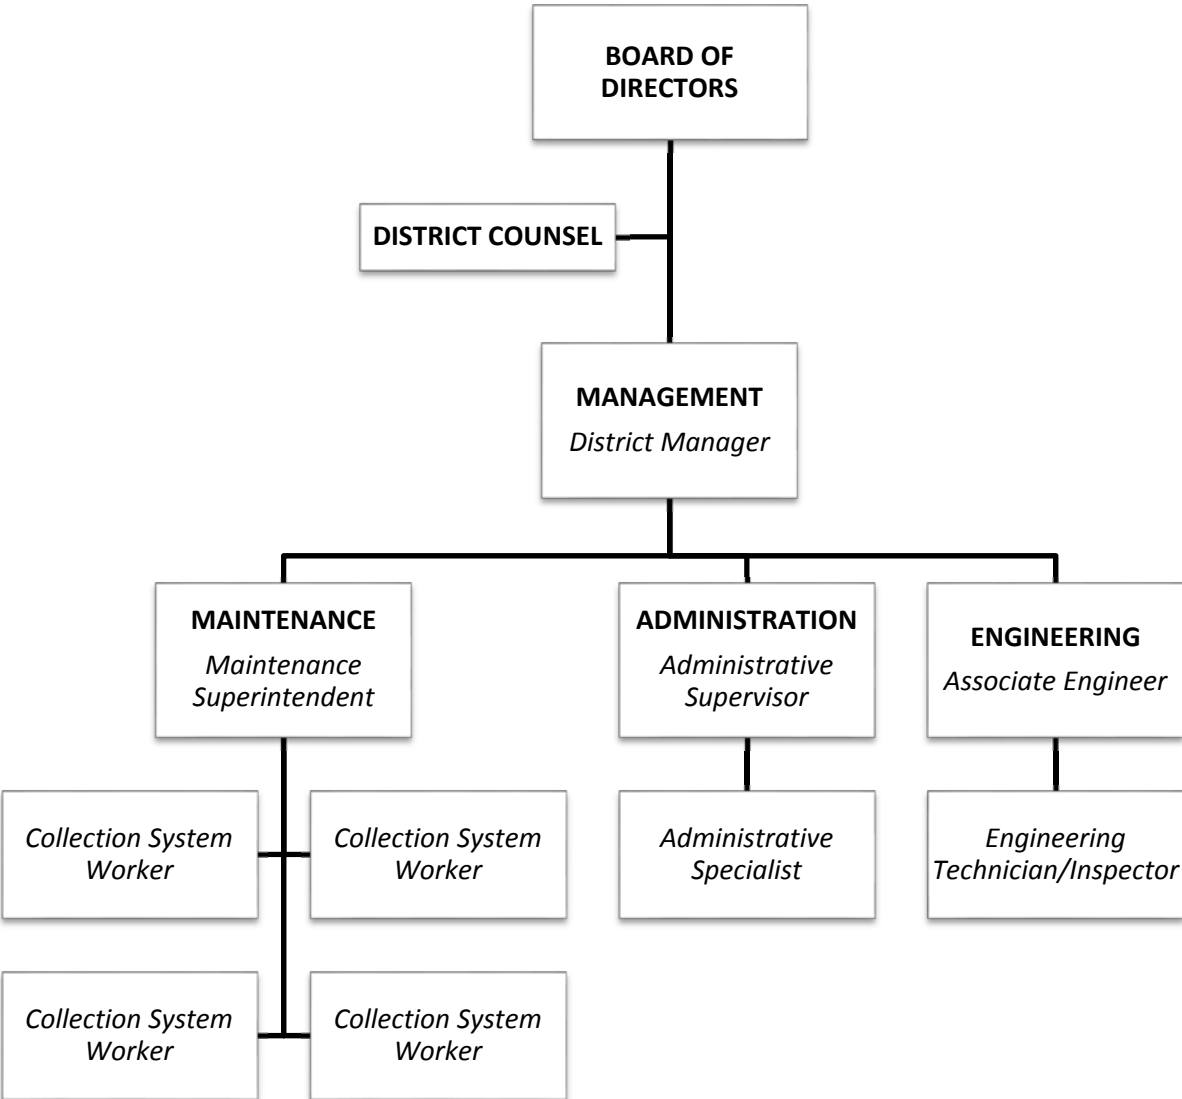 BOARD OF
DIRECTORS
DISTRICT COUNSEL
MANAGEMENT
District Manager
MAINTENANCE
Maintenance
Superintendent
ADMINISTRATION
Administrative
Supervisor
ENGINEERING
Associate Engineer
Collection System
Worker
Collection System
Worker
Administrative
Specialist
Engineering
Technician/Inspector
Collection System
Worker
Collection System
Worker